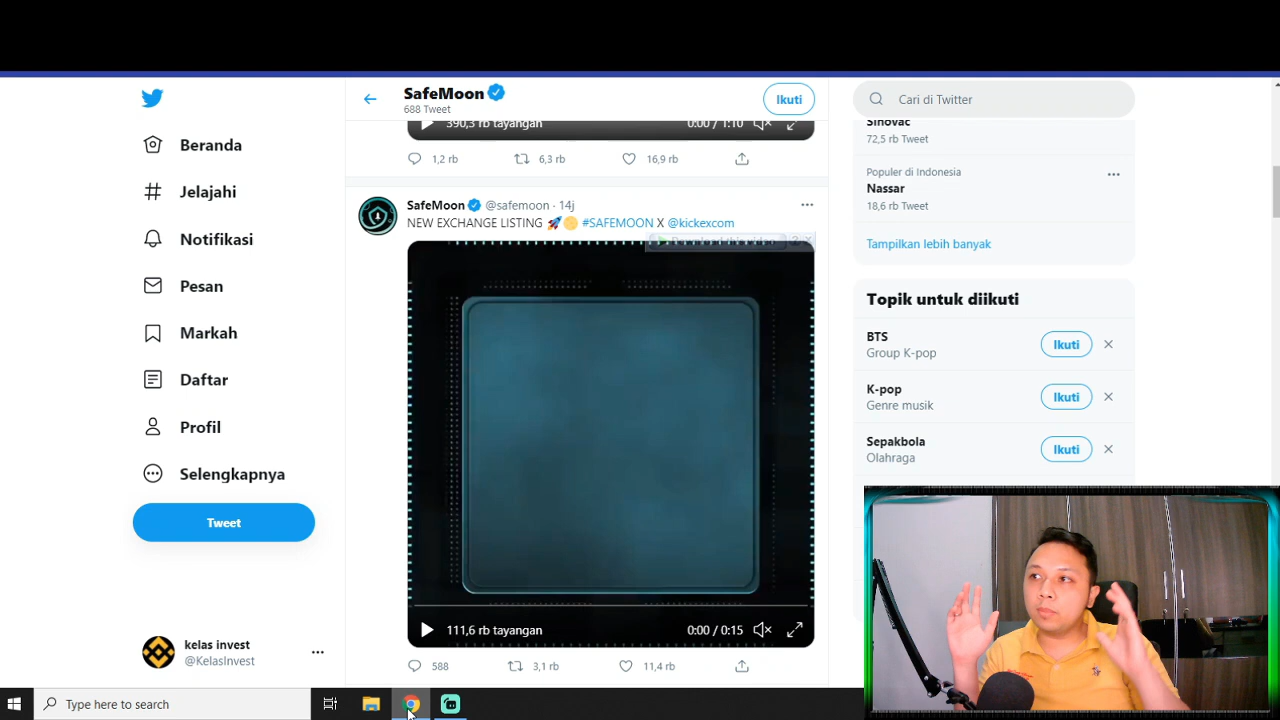 SafeMoon
688 Tweet
Ikuti
Cari di Twitter
390,3 rb tayangan
0:00 / 1:10
1,2 rb
6,3 rb
16,9 rb
SafeMoon @safemoon · 14j
NEW EXCHANGE LISTING 🚀🌕 #SAFEMOON X @kickexcom
Download this video ? X
111,6 rb tayangan
0:00 / 0:15
588
3,1 rb
11,4 rb
Beranda
Jelajahi
Notifikasi
Pesan
Markah
Daftar
Profil
Selengkapnya
Tweet
kelas invest
@KelasInvest
Sinovac
72,5 rb Tweet
Populer di Indonesia
Nassar
18,6 rb Tweet
Tampilkan lebih banyak
Topik untuk diikuti
BTS
Group K-pop
Ikuti
K-pop
Genre musik
Ikuti
Sepakbola
Olahraga
Ikuti
Type here to search